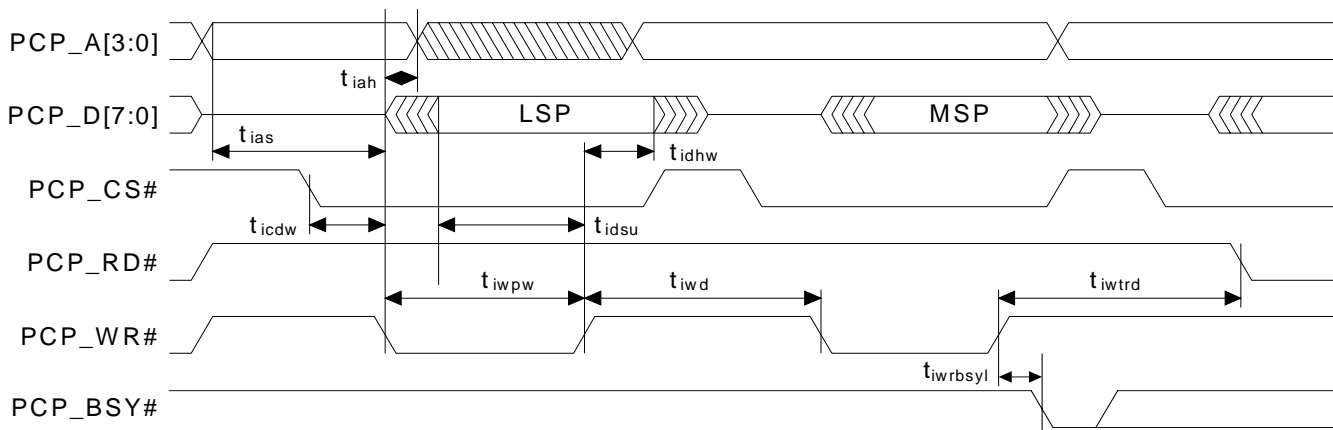 PCP_A[3:0]
t iah
PCP_D[7:0]
LSP
MSP
t ias
t idhw
PCP_CS#
t icdw
t idsu
PCP_RD#
t iwpw
t iwd
t iwtrd
PCP_WR#
t iwrbsyl
PCP_BSY#